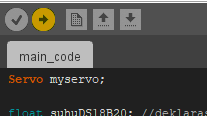 main_code
Servo myservo;
float suhuDS18B20; //deklaras